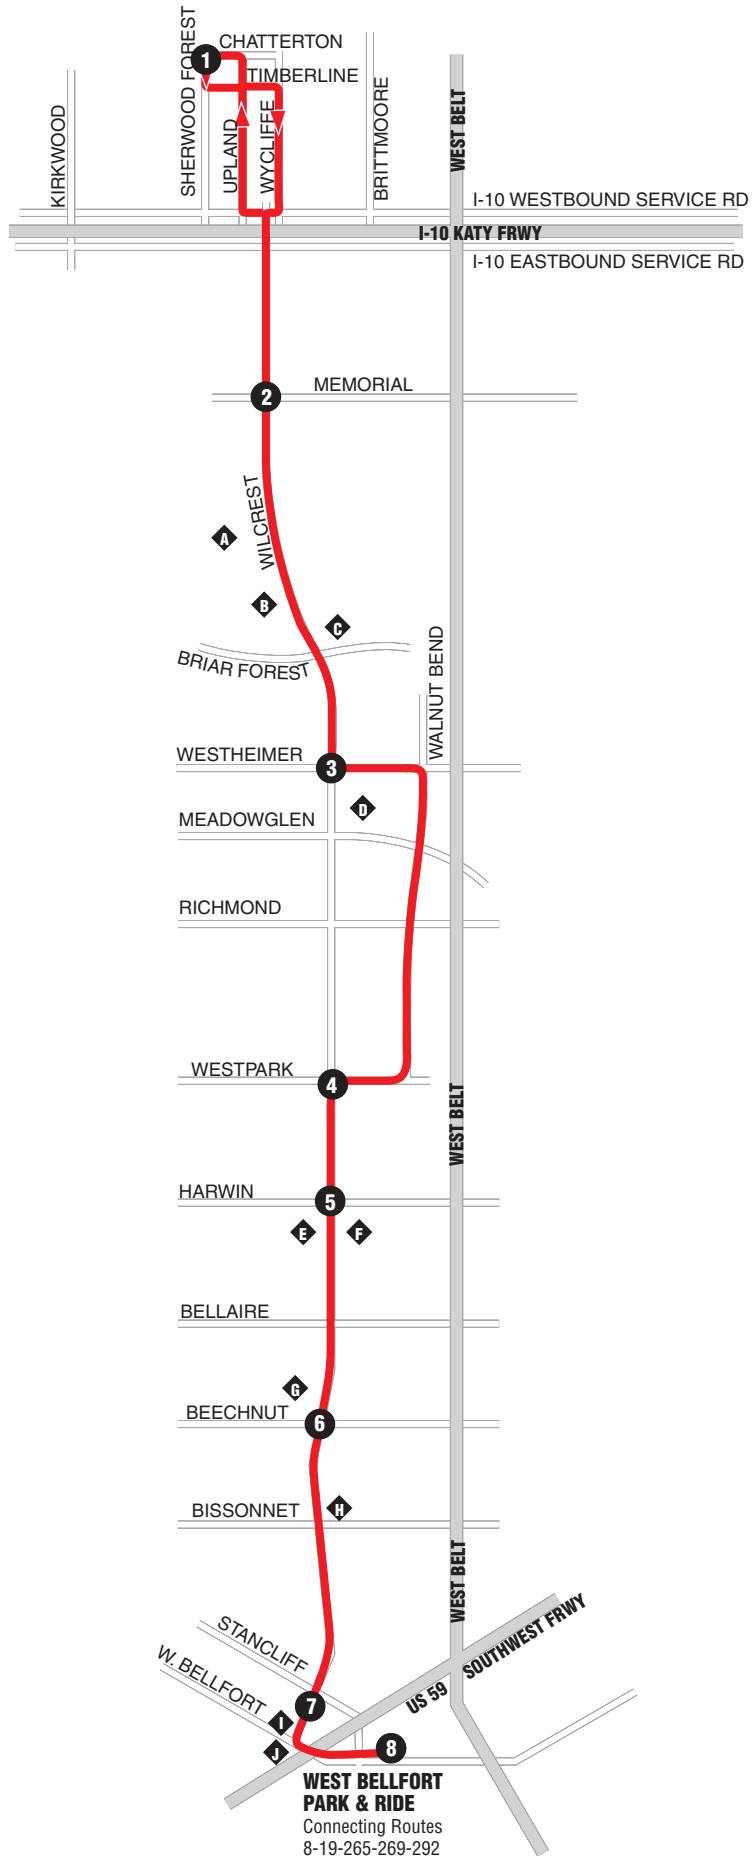 CHATTERTON
1
TIMBERLINE
SHERWOOD FOREST
KIRKWOOD
UPLAND
WYCLIFFE
BRITTMOORE
WEST BELT
I-10 WESTBOUND SERVICE RD
I-10 KATY FRWY
I-10 EASTBOUND SERVICE RD
MEMORIAL
2
WILCREST
A
B
C
BRIAR FOREST
WALNUT BEND
WESTHEIMER
3
D
MEADOWGLEN
RICHMOND
WESTPARK
4
WEST BELT
HARWIN
5
E
F
BELLAIRE
G
BEECHNUT
6
BISSONNET
H
WEST BELT
STANCLIFF
W. BELLFORT
US 59
SOUTHWEST FRWY
7
I
J
8
WEST BELLFORT
PARK & RIDE
Connecting Routes
8-19-265-269-292